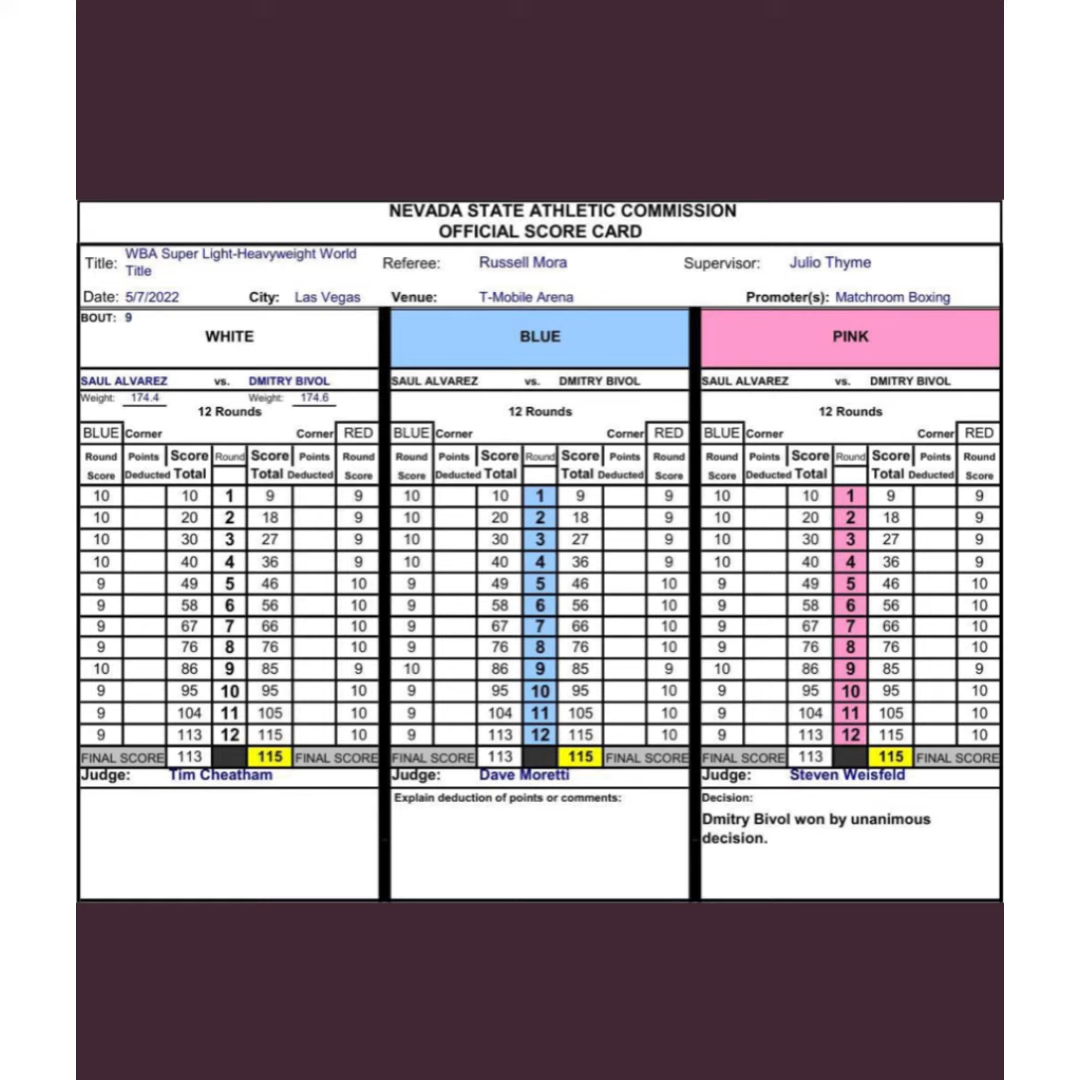 NEVADA STATE ATHLETIC COMMISSION
OFFICIAL SCORE CARD
Title: WBA Super Light-Heavyweight World Title Referee: Russell Mora Supervisor: Julio Thyme
Date: 5/7/2022 City: Las Vegas Venue: T-Mobile Arena Promoter(s): Matchroom Boxing
BOUT: 9
WHITE BLUE PINK
SAUL ALVAREZ vs. DMITRY BIVOL SAUL ALVAREZ vs. DMITRY BIVOL SAUL ALVAREZ vs. DMITRY BIVOL
Weight: 174.4 Weight: 174.6
12 Rounds 12 Rounds 12 Rounds
BLUE Corner Corner RED BLUE Corner Corner RED BLUE Corner Corner RED
Round Points Score Round Score Points Round Round Points Score Round Score Points Round Round Points Score Round Score Points Round
Score Deducted Total Total Deducted Score Score Deducted Total Total Deducted Score Score Deducted Total Total Deducted Score
10 10 1 9 9 10 10 1 9 9 10 10 1 9 9
10 20 2 18 9 10 20 2 18 9 10 20 2 18 9
10 30 3 27 9 10 30 3 27 9 10 30 3 27 9
10 40 4 36 9 10 40 4 36 9 10 40 4 36 9
9 49 5 46 10 9 49 5 46 10 9 49 5 46 10
9 58 6 56 10 9 58 6 56 10 9 58 6 56 10
9 67 7 66 10 9 67 7 66 10 9 67 7 66 10
9 76 8 76 10 9 76 8 76 10 9 76 8 76 10
10 86 9 85 9 10 86 9 85 9 10 86 9 85 9
9 95 10 95 10 9 95 10 95 10 9 95 10 95 10
9 104 11 105 10 9 104 11 105 10 9 104 11 105 10
9 113 12 115 10 9 113 12 115 10 9 113 12 115 10
FINAL SCORE 113 115 FINAL SCORE FINAL SCORE 113 115 FINAL SCORE FINAL SCORE 113 115 FINAL SCORE
Judge: Tim Cheatham Judge: Dave Moretti Judge: Steven Weisfeld
Explain deduction of points or comments: Decision:
Dmitry Bivol won by unanimous
decision.